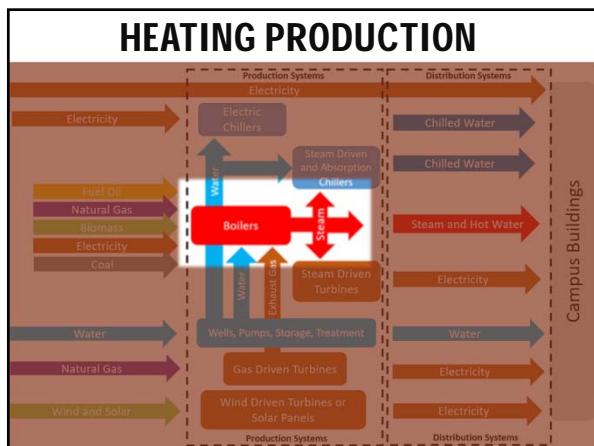 HEATING PRODUCTION
Production Systems
Distribution Systems
Electricity
Electricity
Electric
Chillers
Chilled Water
Water
Steam Driven
and Absorption
Chillers
Chilled Water
Fuel Oil
Natural Gas
Biomass
Electricity
Coal
Boilers
Steam
Steam and Hot Water
Campus Buildings
Water
Exhaust Gas
Steam Driven
Turbines
Electricity
Water
Wells, Pumps, Storage, Treatment
Water
Natural Gas
Gas Driven Turbines
Electricity
Wind and Solar
Wind Driven Turbines or
Solar Panels
Electricity
Production Systems
Distribution Systems